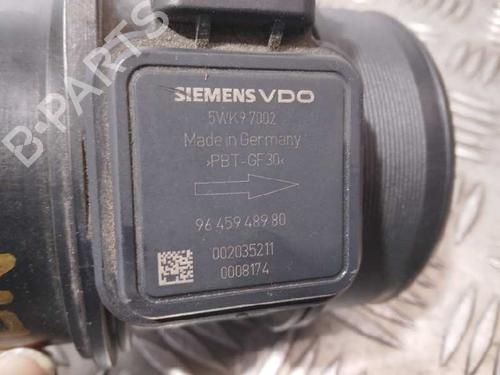 SIEMENS VDO
5WK9 7002
Made in Germany
>PBT-GF30<
96 459 489 80
002035211
0008174
B-PARTS